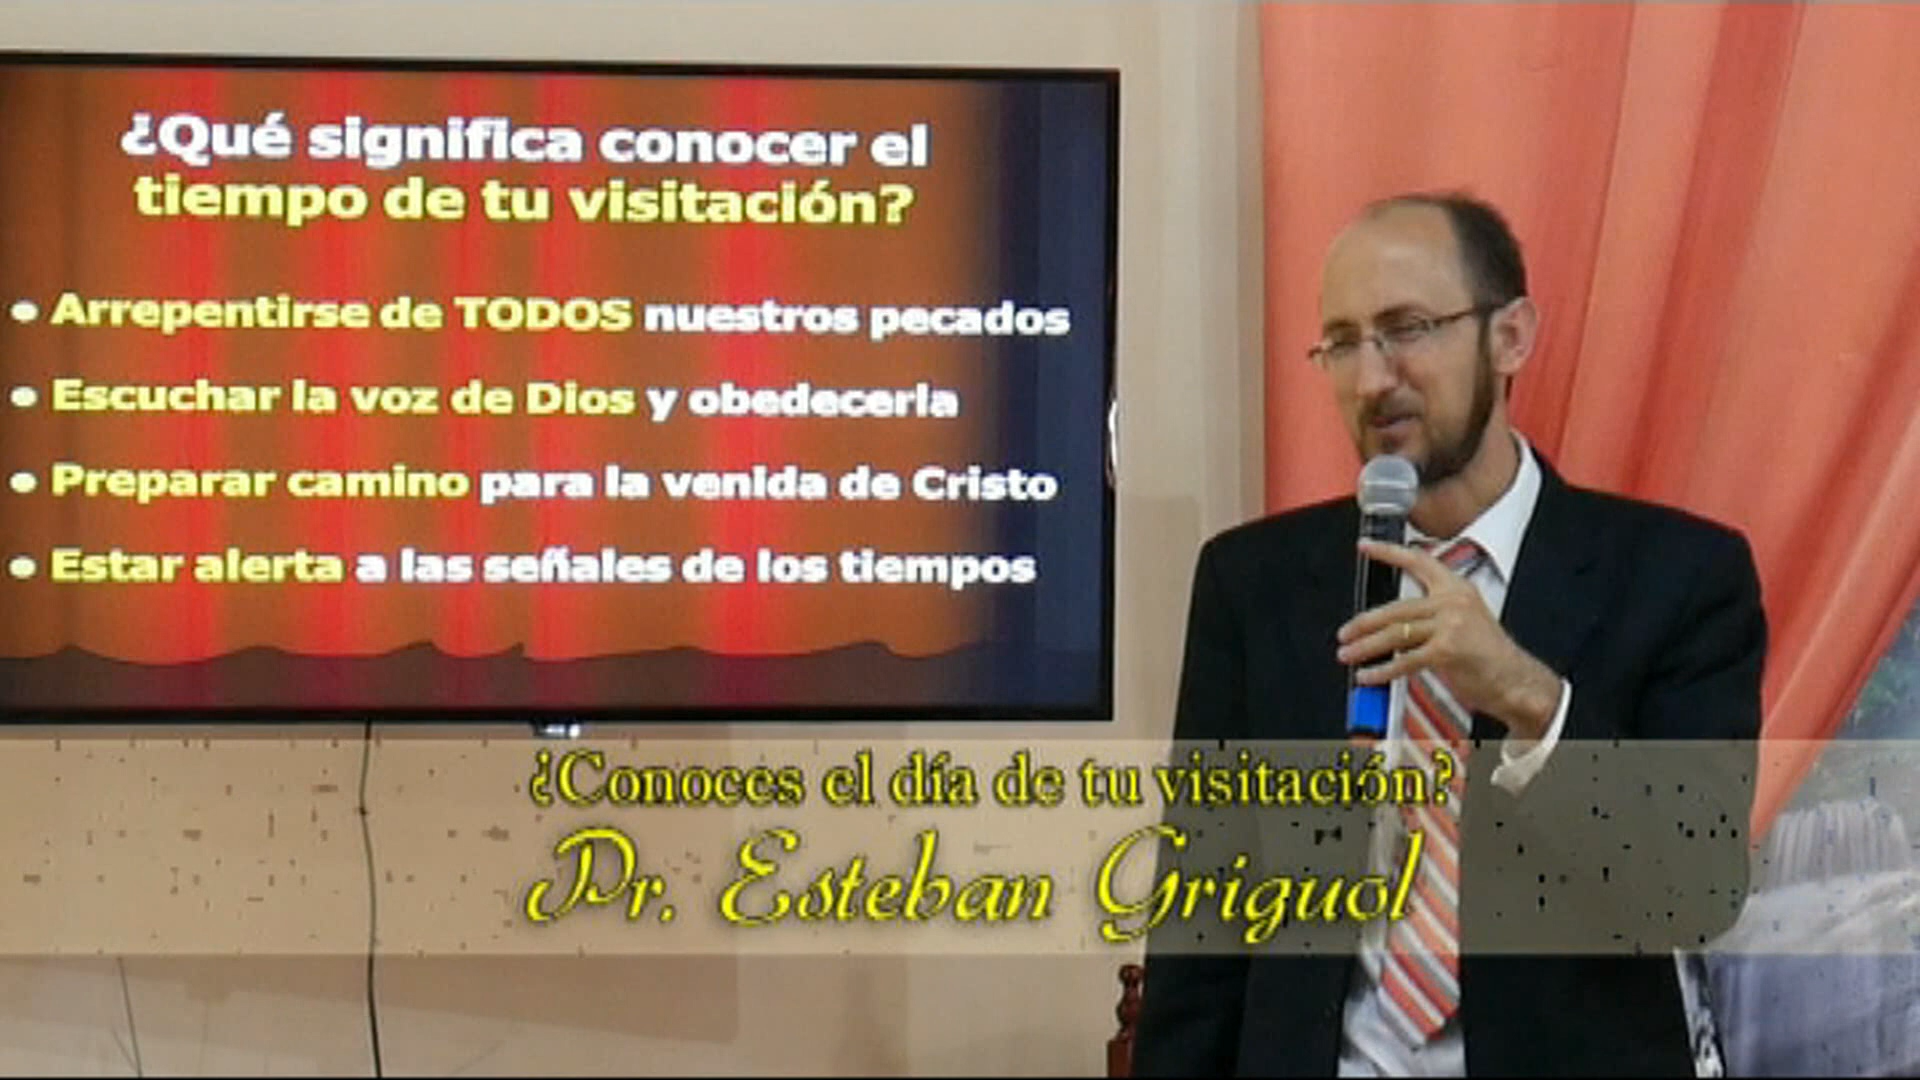 ¿Qué significa conocer el
tiempo de tu visitación?
• Arrepentirse de TODOS nuestros pecados
• Escuchar la voz de Dios y obedecerla
• Preparar camino para la venida de Cristo
• Estar alerta a las señales de los tiempos
¿Conoces el día de tu visitación?
Pr. Esteban Griguol